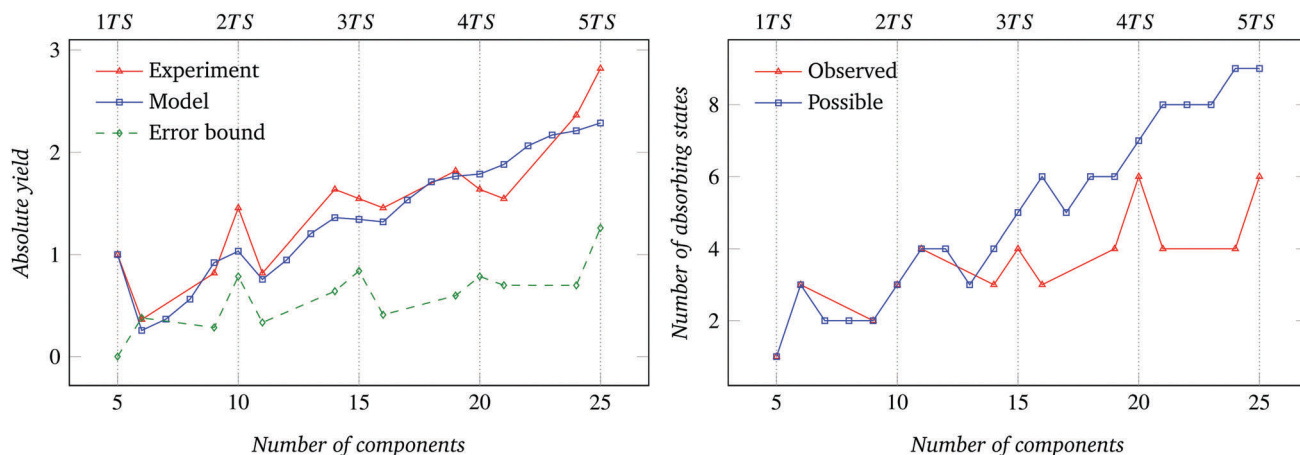 1TS 2TS 3TS 4TS 5TS
3
2
1
0
Absolute yield
Experiment
Model
Error bound
5 10 15 20 25
Number of components
1TS 2TS 3TS 4TS 5TS
8
6
4
2
Number of absorbing states
Observed
Possible
5 10 15 20 25
Number of components